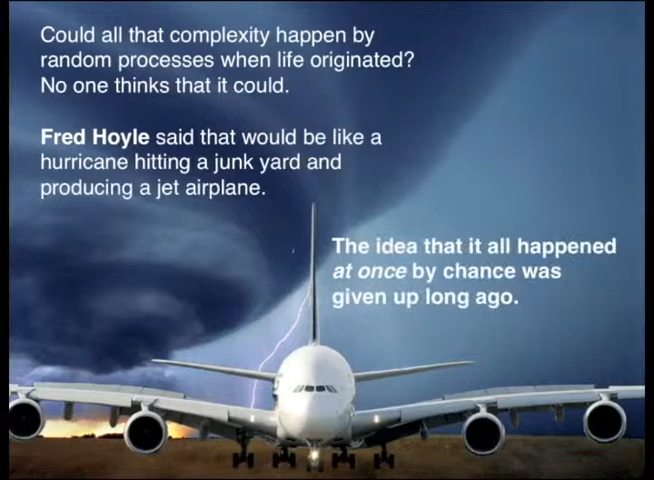 Could all that complexity happen by
random processes when life originated?
No one thinks that it could.
Fred Hoyle said that would be like a
hurricane hitting a junk yard and
producing a jet airplane.
The idea that it all happened
at once by chance was
given up long ago.